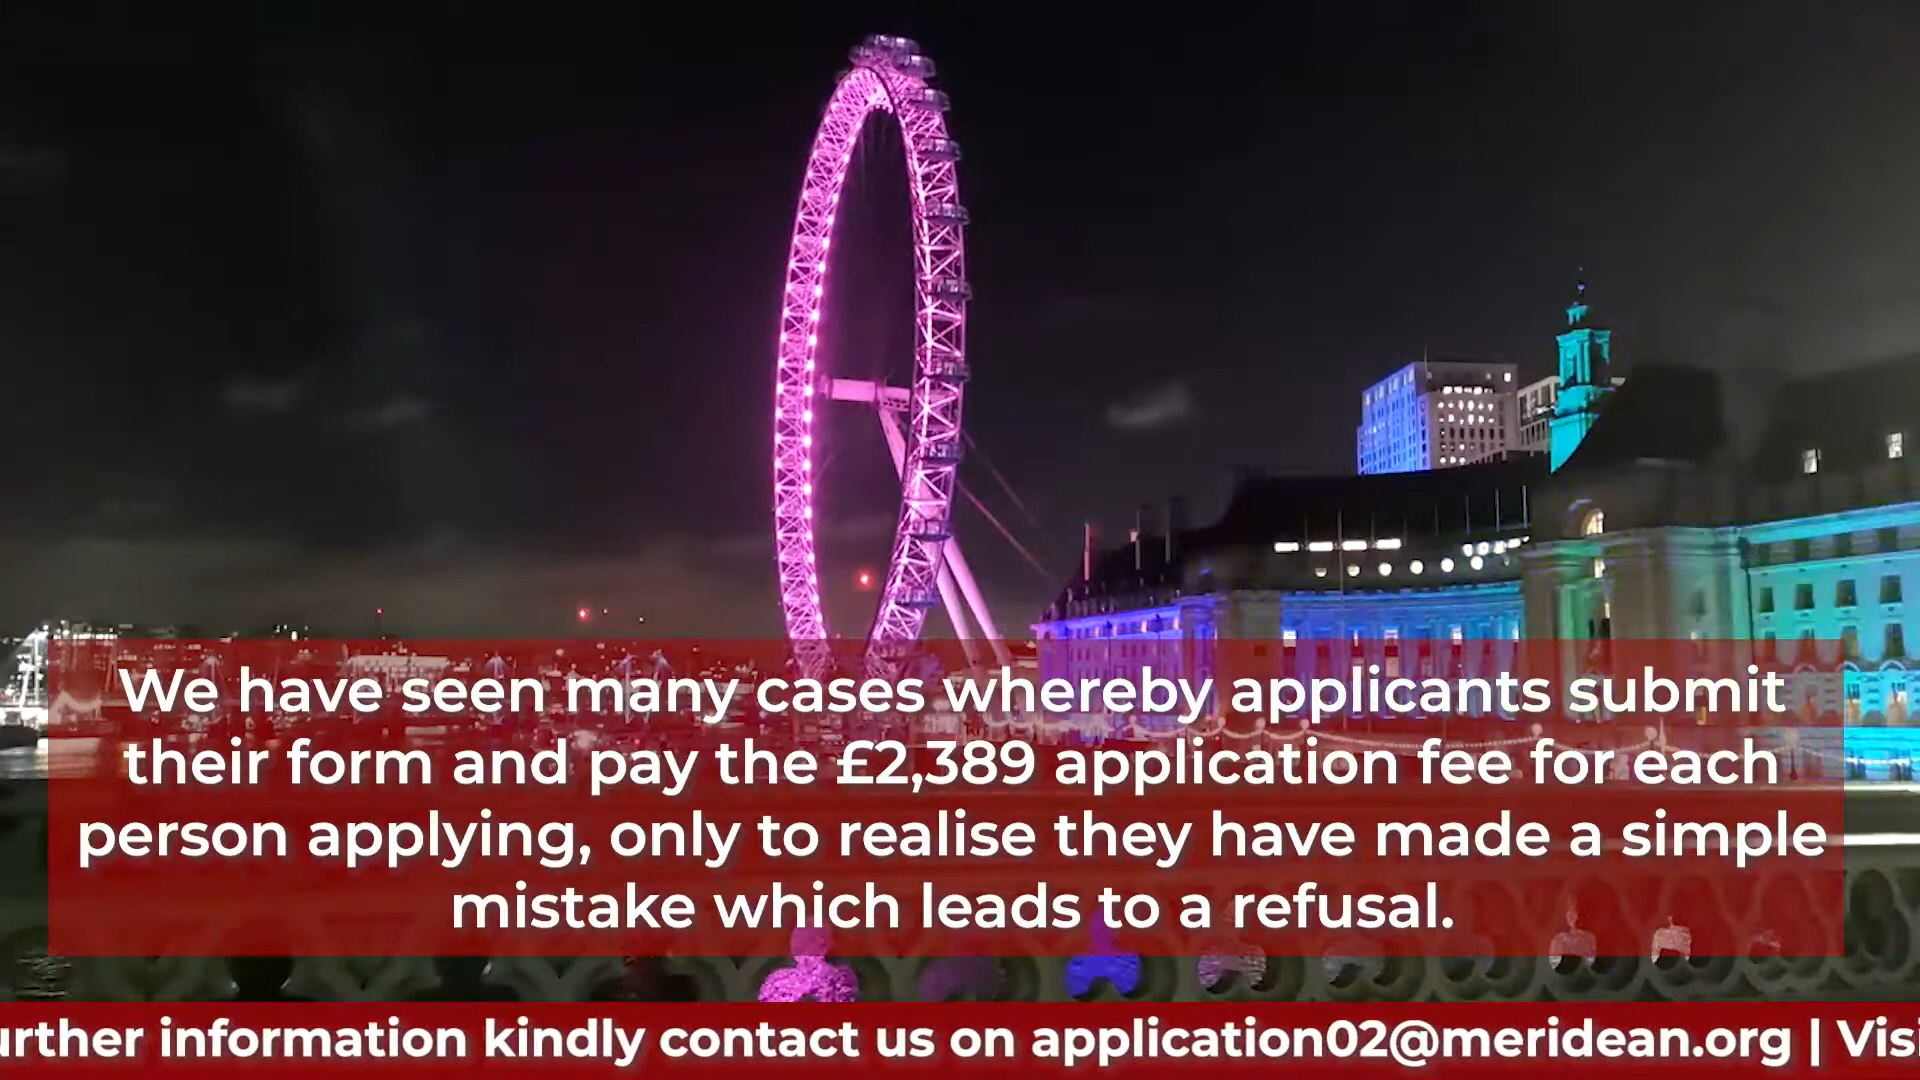 We have seen many cases whereby applicants submit
their form and pay the £2,389 application fee for each
person applying, only to realise they have made a simple
mistake which leads to a refusal.
urther information kindly contact us on application02@meridean.org | Visi